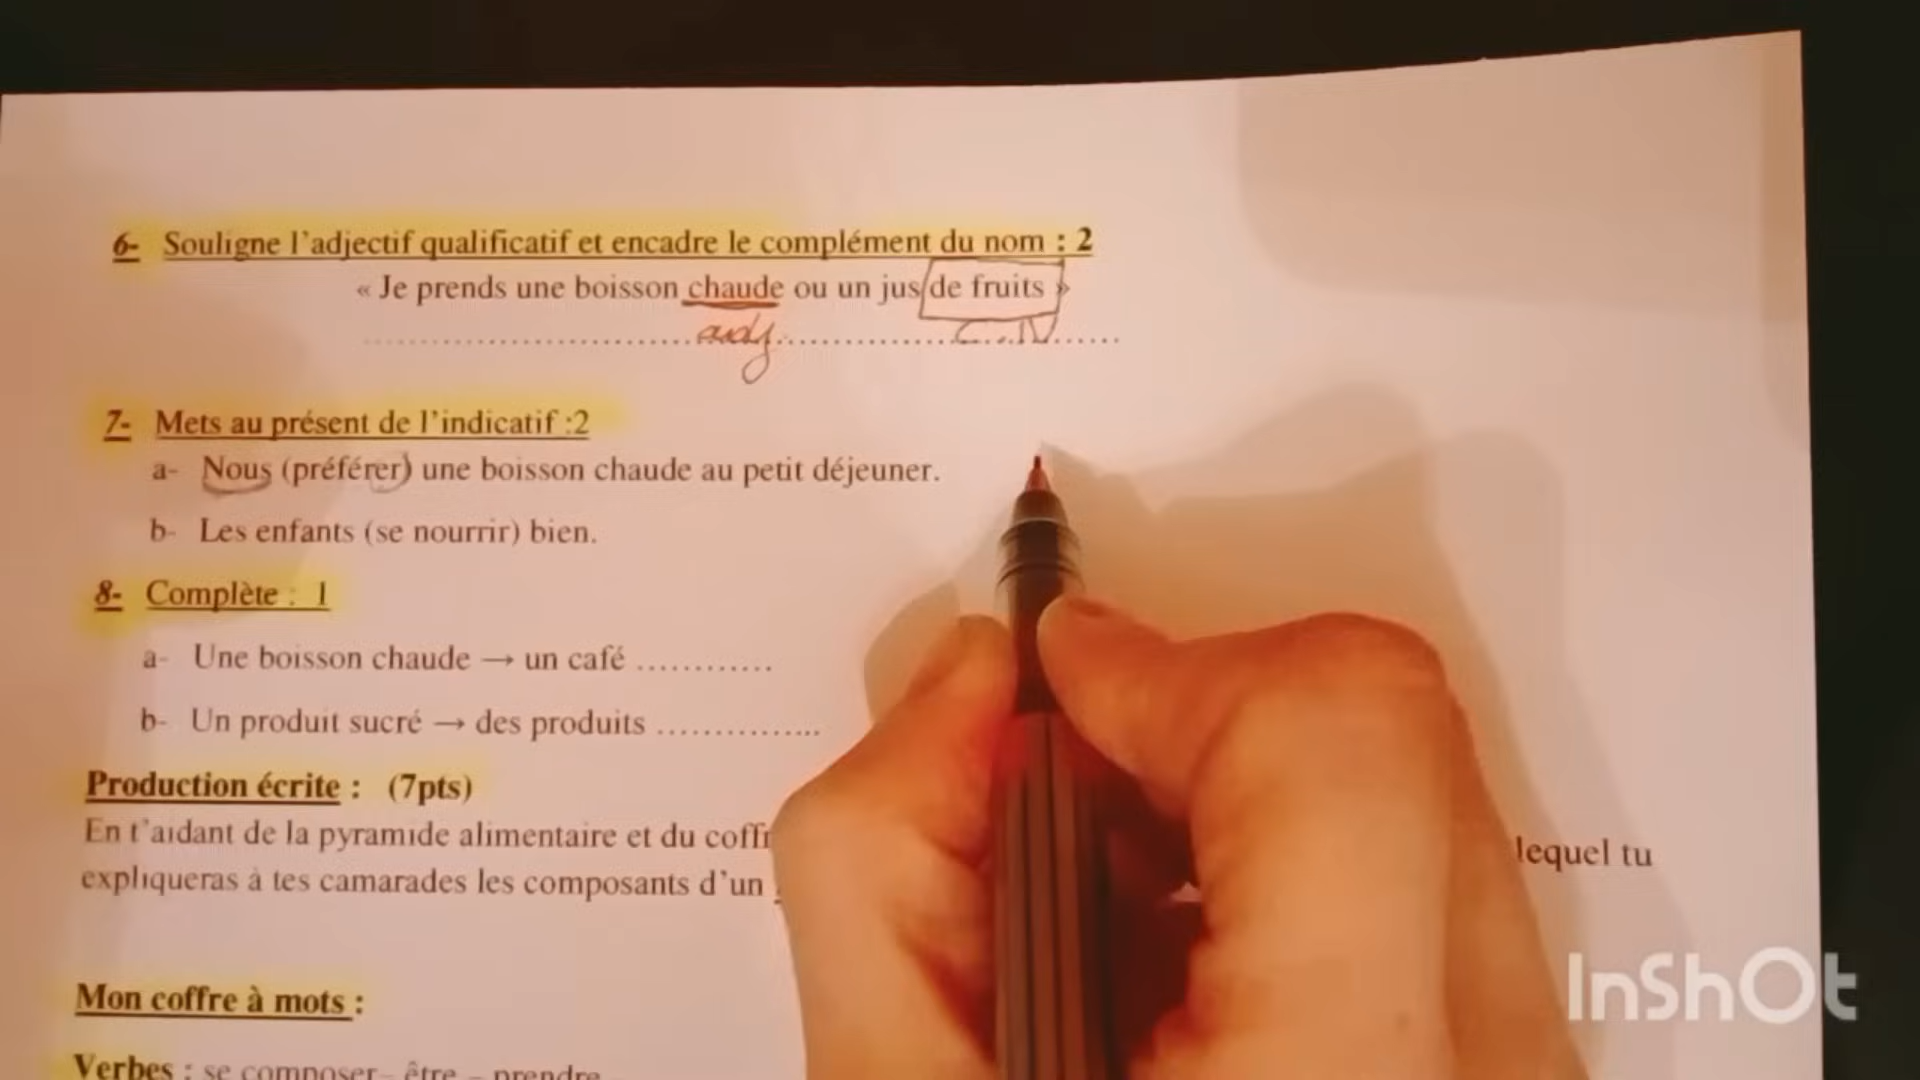 6- Souligne l'adjectif qualificatif et encadre le complément du nom : 2
« Je prends une boisson chaude ou un jus de fruits »
adj C.N
7- Mets au présent de l'indicatif :2
a- Nous (préférer) une boisson chaude au petit déjeuner.
b- Les enfants (se nourrir) bien.
8- Complète : 1
a- Une boisson chaude → un café ............
b- Un produit sucré → des produits ...............
Production écrite : (7pts)
En t'aidant de la pyramide alimentaire et du coffr lequel tu
expliqueras à tes camarades les composants d'un
Mon coffre à mots :
Verbes : se composer– être – prendre
InShOt